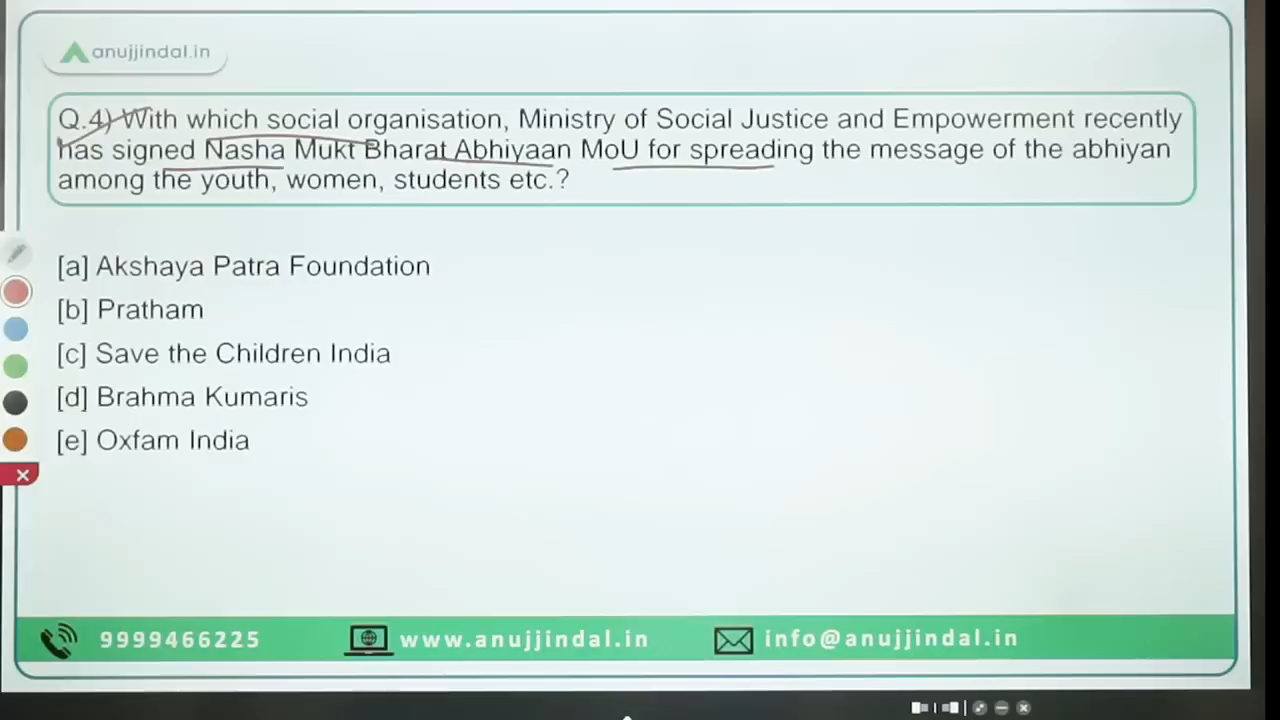 anujjindal.in
Q.4) With which social organisation, Ministry of Social Justice and Empowerment recently
has signed Nasha Mukt Bharat Abhiyaan MoU for spreading the message of the abhiyan
among the youth, women, students etc.?
[a] Akshaya Patra Foundation
[b] Pratham
[c] Save the Children India
[d] Brahma Kumaris
[e] Oxfam India
9999466225 www.anujjindal.in info@anujjindal.in